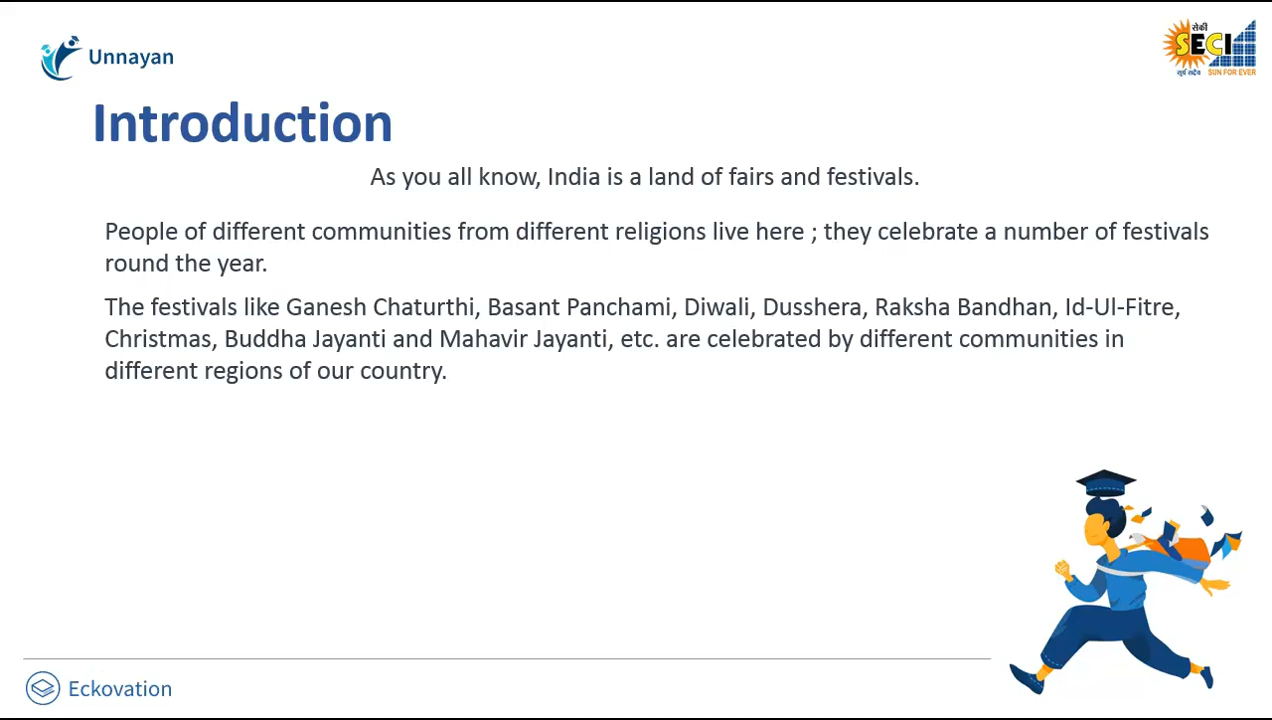 Unnayan
सेकी
SECI
सूर्य सदैव SUN FOR EVER
Introduction
As you all know, India is a land of fairs and festivals.
People of different communities from different religions live here ; they celebrate a number of festivals
round the year.
The festivals like Ganesh Chaturthi, Basant Panchami, Diwali, Dusshera, Raksha Bandhan, Id-Ul-Fitre,
Christmas, Buddha Jayanti and Mahavir Jayanti, etc. are celebrated by different communities in
different regions of our country.
Eckovation